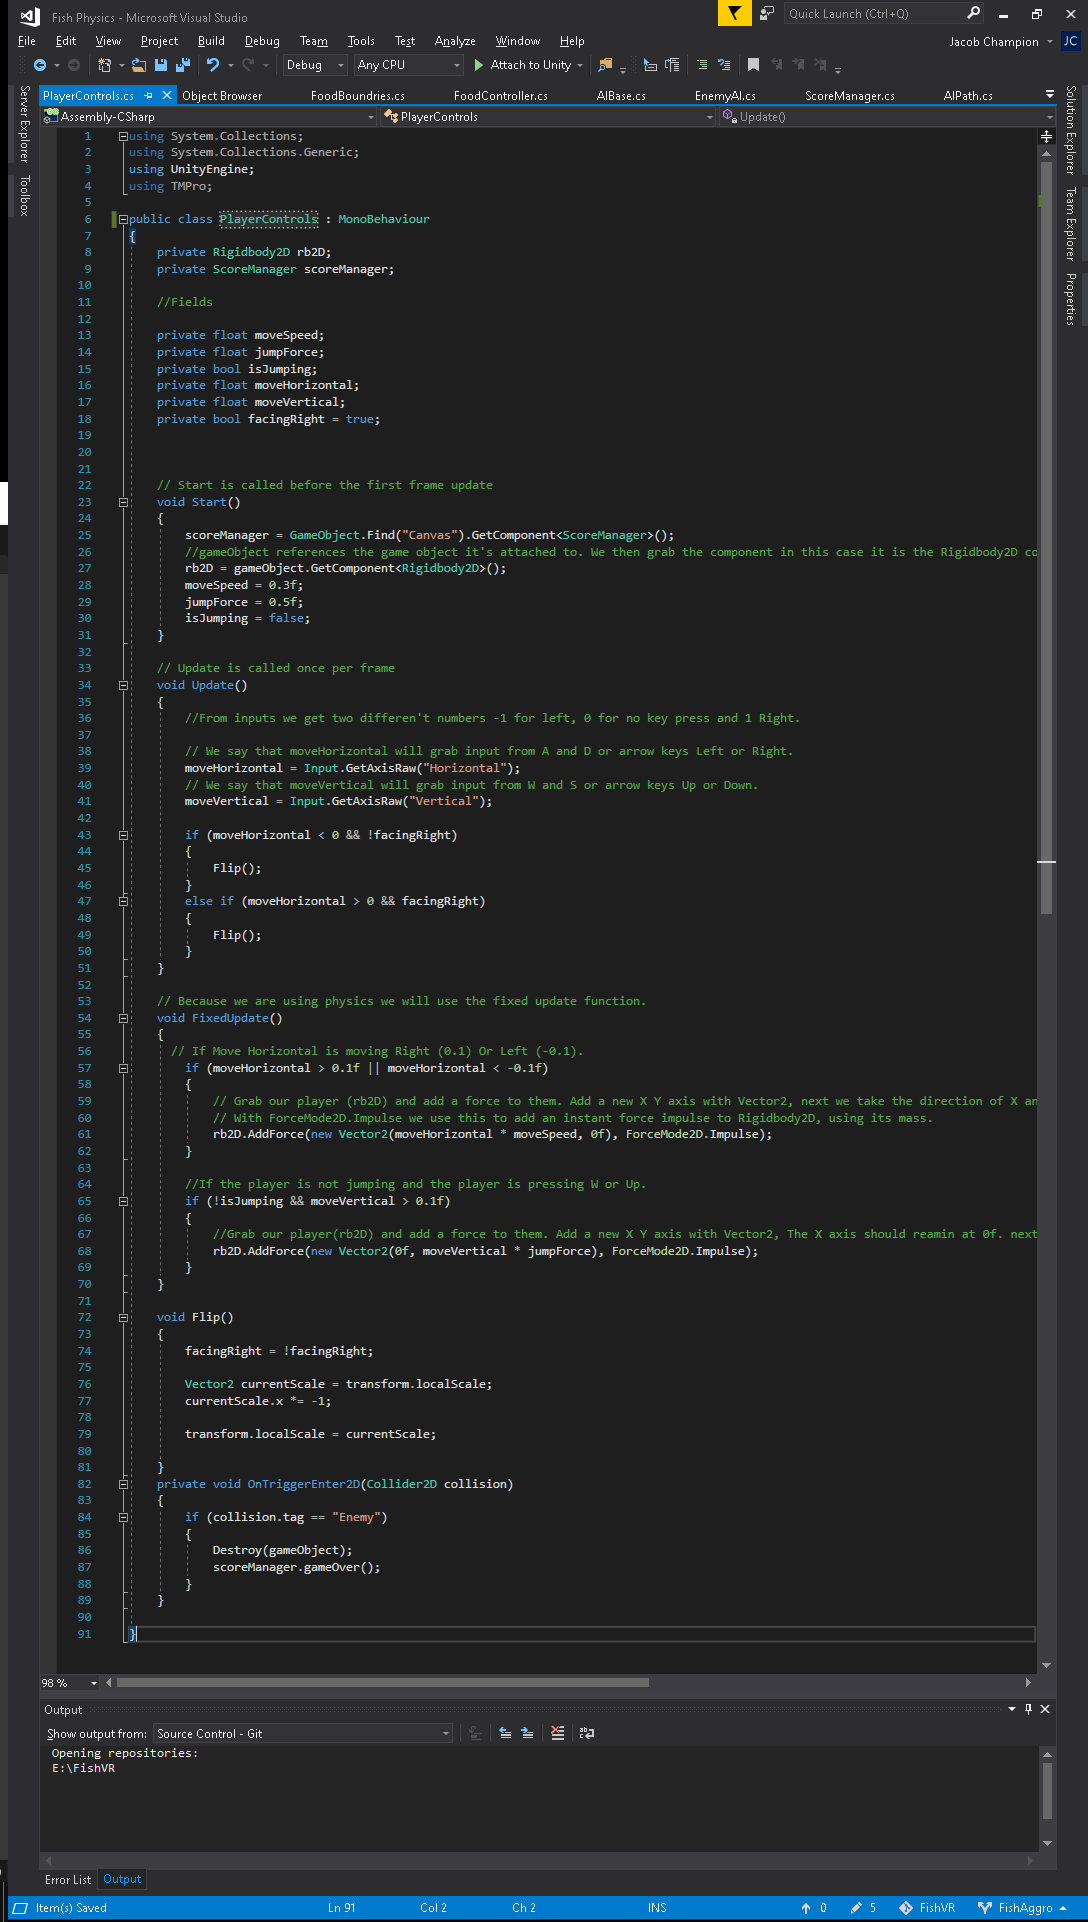 Fish Physics - Microsoft Visual Studio
Quick Launch (Ctrl+Q)
File Edit View Project Build Debug Team Tools Test Analyze Window Help
Jacob Champion JC
Debug Any CPU Attach to Unity
PlayerControls.cs Object Browser FoodBoundries.cs FoodController.cs AIBase.cs EnemyAI.cs ScoreManager.cs AIPath.cs
Assembly-CSharp PlayerControls Update()
Server Explorer
Toolbox
Solution Explorer
Team Explorer
Properties
1 using System.Collections;
2 using System.Collections.Generic;
3 using UnityEngine;
4 using TMPro;
5
6 public class PlayerControls : MonoBehaviour
7 {
8 private Rigidbody2D rb2D;
9 private ScoreManager scoreManager;
10
11 //Fields
12
13 private float moveSpeed;
14 private float jumpForce;
15 private bool isJumping;
16 private float moveHorizontal;
17 private float moveVertical;
18 private bool facingRight = true;
19
20
21
22 // Start is called before the first frame update
23 void Start()
24 {
25 scoreManager = GameObject.Find("Canvas").GetComponent<ScoreManager>();
26 //gameObject references the game object it's attached to. We then grab the component in this case it is the Rigidbody2D co
27 rb2D = gameObject.GetComponent<Rigidbody2D>();
28 moveSpeed = 0.3f;
29 jumpForce = 0.5f;
30 isJumping = false;
31 }
32
33 // Update is called once per frame
34 void Update()
35 {
36 //From inputs we get two differen't numbers -1 for left, 0 for no key press and 1 Right.
37
38 // We say that moveHorizontal will grab input from A and D or arrow keys Left or Right.
39 moveHorizontal = Input.GetAxisRaw("Horizontal");
40 // We say that moveVertical will grab input from W and S or arrow keys Up or Down.
41 moveVertical = Input.GetAxisRaw("Vertical");
42
43 if (moveHorizontal < 0 && !facingRight)
44 {
45 Flip();
46 }
47 else if (moveHorizontal > 0 && facingRight)
48 {
49 Flip();
50 }
51 }
52
53 // Because we are using physics we will use the fixed update function.
54 void FixedUpdate()
55 {
56 // If Move Horizontal is moving Right (0.1) Or Left (-0.1).
57 if (moveHorizontal > 0.1f || moveHorizontal < -0.1f)
58 {
59 // Grab our player (rb2D) and add a force to them. Add a new X Y axis with Vector2, next we take the direction of X an
60 // With ForceMode2D.Impulse we use this to add an instant force impulse to Rigidbody2D, using its mass.
61 rb2D.AddForce(new Vector2(moveHorizontal * moveSpeed, 0f), ForceMode2D.Impulse);
62 }
63
64 //If the player is not jumping and the player is pressing W or Up.
65 if (!isJumping && moveVertical > 0.1f)
66 {
67 //Grab our player(rb2D) and add a force to them. Add a new X Y axis with Vector2, The X axis should reamin at 0f. next
68 rb2D.AddForce(new Vector2(0f, moveVertical * jumpForce), ForceMode2D.Impulse);
69 }
70 }
71
72 void Flip()
73 {
74 facingRight = !facingRight;
75
76 Vector2 currentScale = transform.localScale;
77 currentScale.x *= -1;
78
79 transform.localScale = currentScale;
80
81 }
82 private void OnTriggerEnter2D(Collider2D collision)
83 {
84 if (collision.tag == "Enemy")
85 {
86 Destroy(gameObject);
87 scoreManager.gameOver();
88 }
89 }
90
91 }
98 %
Output
Show output from: Source Control - Git
Opening repositories:
E:\FishVR
Error List Output
Item(s) Saved Ln 91 Col 2 Ch 2 INS 0 5 FishVR FishAggro